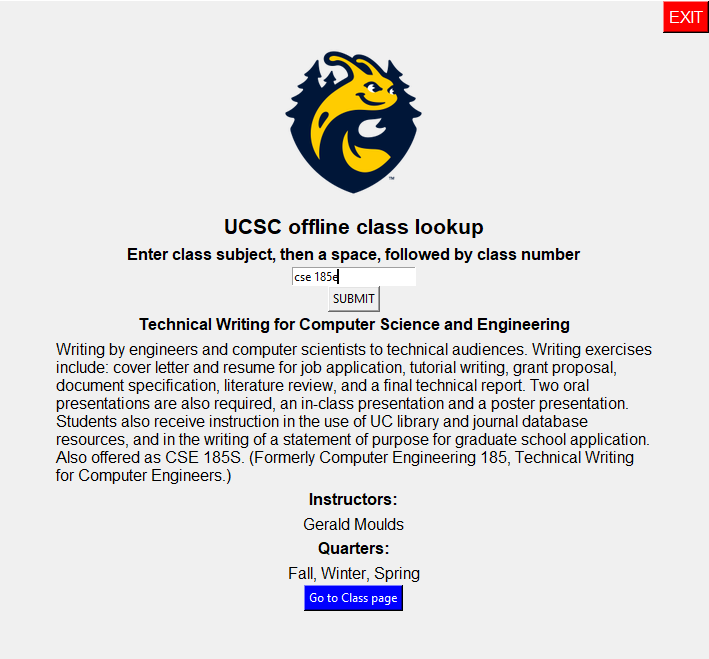 EXIT
UCSC offline class lookup
Enter class subject, then a space, followed by class number
cse 185e
SUBMIT
Technical Writing for Computer Science and Engineering
Writing by engineers and computer scientists to technical audiences. Writing exercises
include: cover letter and resume for job application, tutorial writing, grant proposal,
document specification, literature review, and a final technical report. Two oral
presentations are also required, an in-class presentation and a poster presentation.
Students also receive instruction in the use of UC library and journal database
resources, and in the writing of a statement of purpose for graduate school application.
Also offered as CSE 185S. (Formerly Computer Engineering 185, Technical Writing
for Computer Engineers.)
Instructors:
Gerald Moulds
Quarters:
Fall, Winter, Spring
Go to Class page